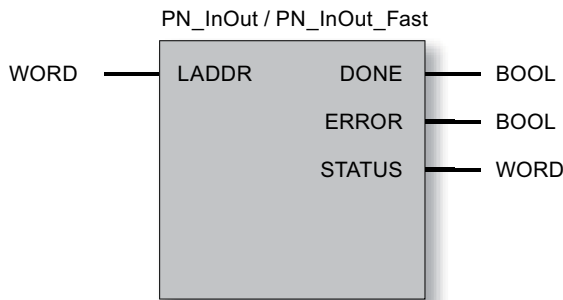 PN_InOut / PN_InOut_Fast
WORD LADDR DONE BOOL
ERROR BOOL
STATUS WORD